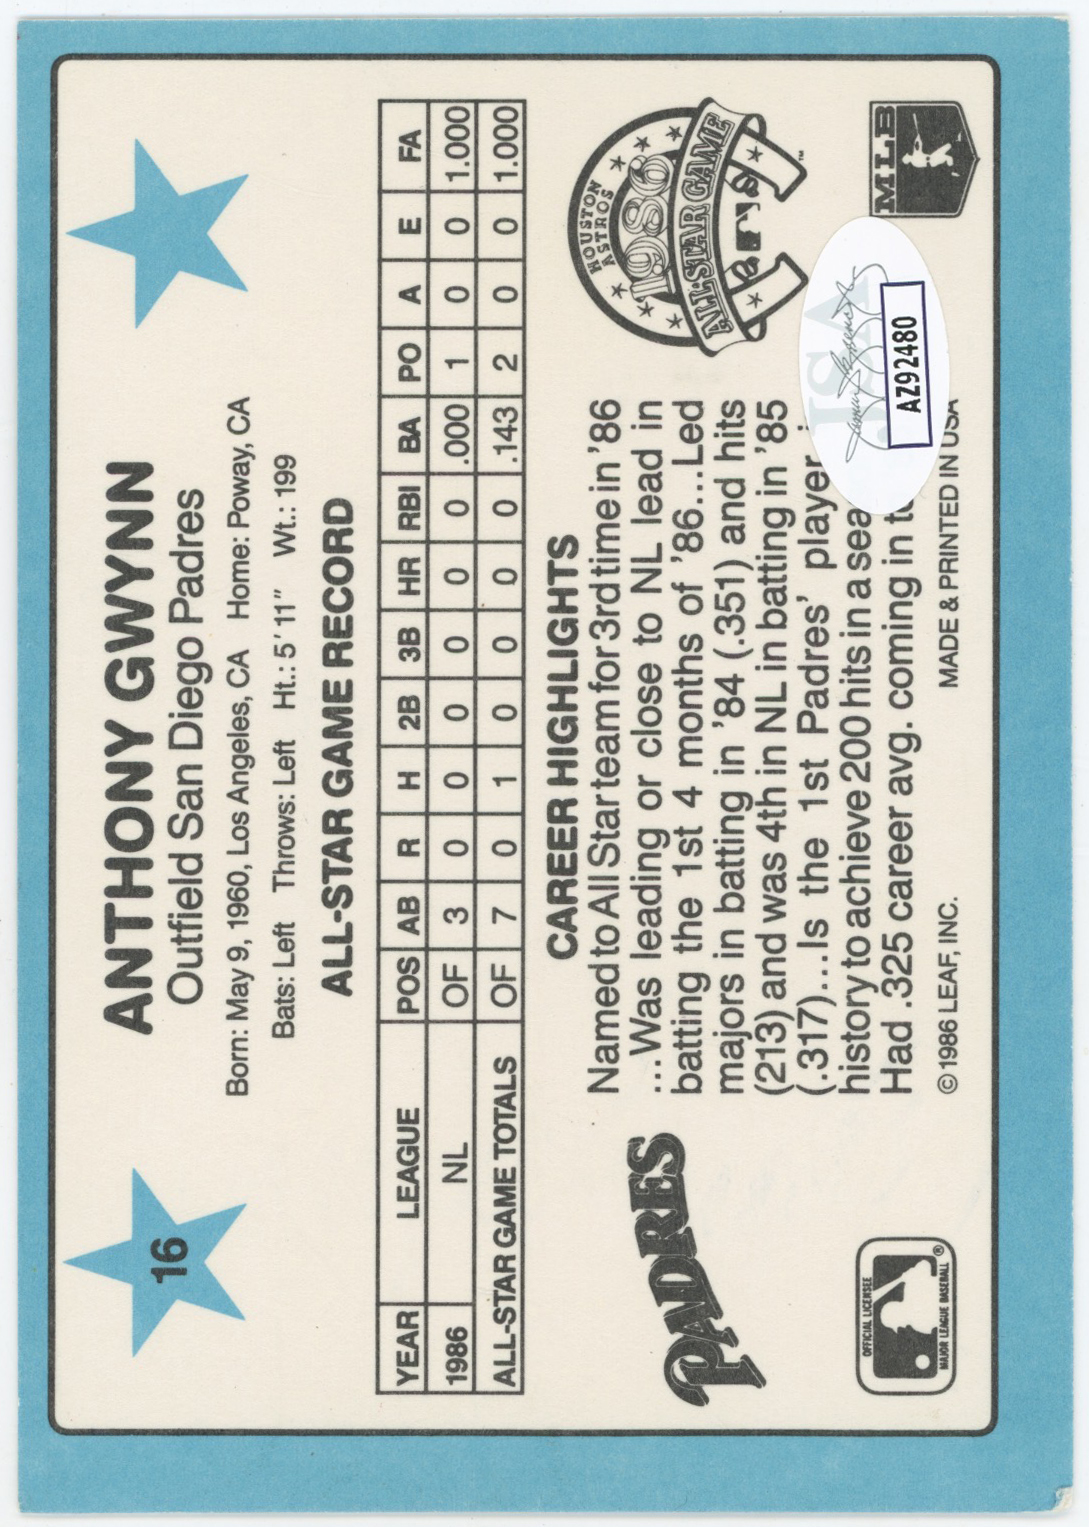 16
ANTHONY GWYNN
Outfield San Diego Padres
Born: May 9, 1960, Los Angeles, CA Home: Poway, CA
Bats: Left Throws: Left Ht.: 5' 11" Wt.: 199
ALL-STAR GAME RECORD
YEAR LEAGUE POS AB R H 2B 3B HR RBI BA PO A E FA
1986 NL OF 3 0 0 0 0 0 0 .000 1 0 0 1.000
ALL-STAR GAME TOTALS OF 7 0 1 0 0 0 0 .143 2 0 0 1.000
PADRES
CAREER HIGHLIGHTS
Named to All Star team for 3rd time in '86
...Was leading or close to NL lead in
batting the 1st 4 months of '86...Led
majors in batting in '84 (.351) and hits
(213) and was 4th in NL in batting in '85
(.317)...Is the 1st Padres' player
history to achieve 200 hits in a sea
Had .325 career avg. coming in
© 1986 LEAF, INC. MADE & PRINTED IN USA
HOUSTON
ASTROS
1986
ALL-STAR GAME
™
OFFICIAL LICENSEE
MAJOR LEAGUE BASEBALL
®
JSA
AZ92480
MLB